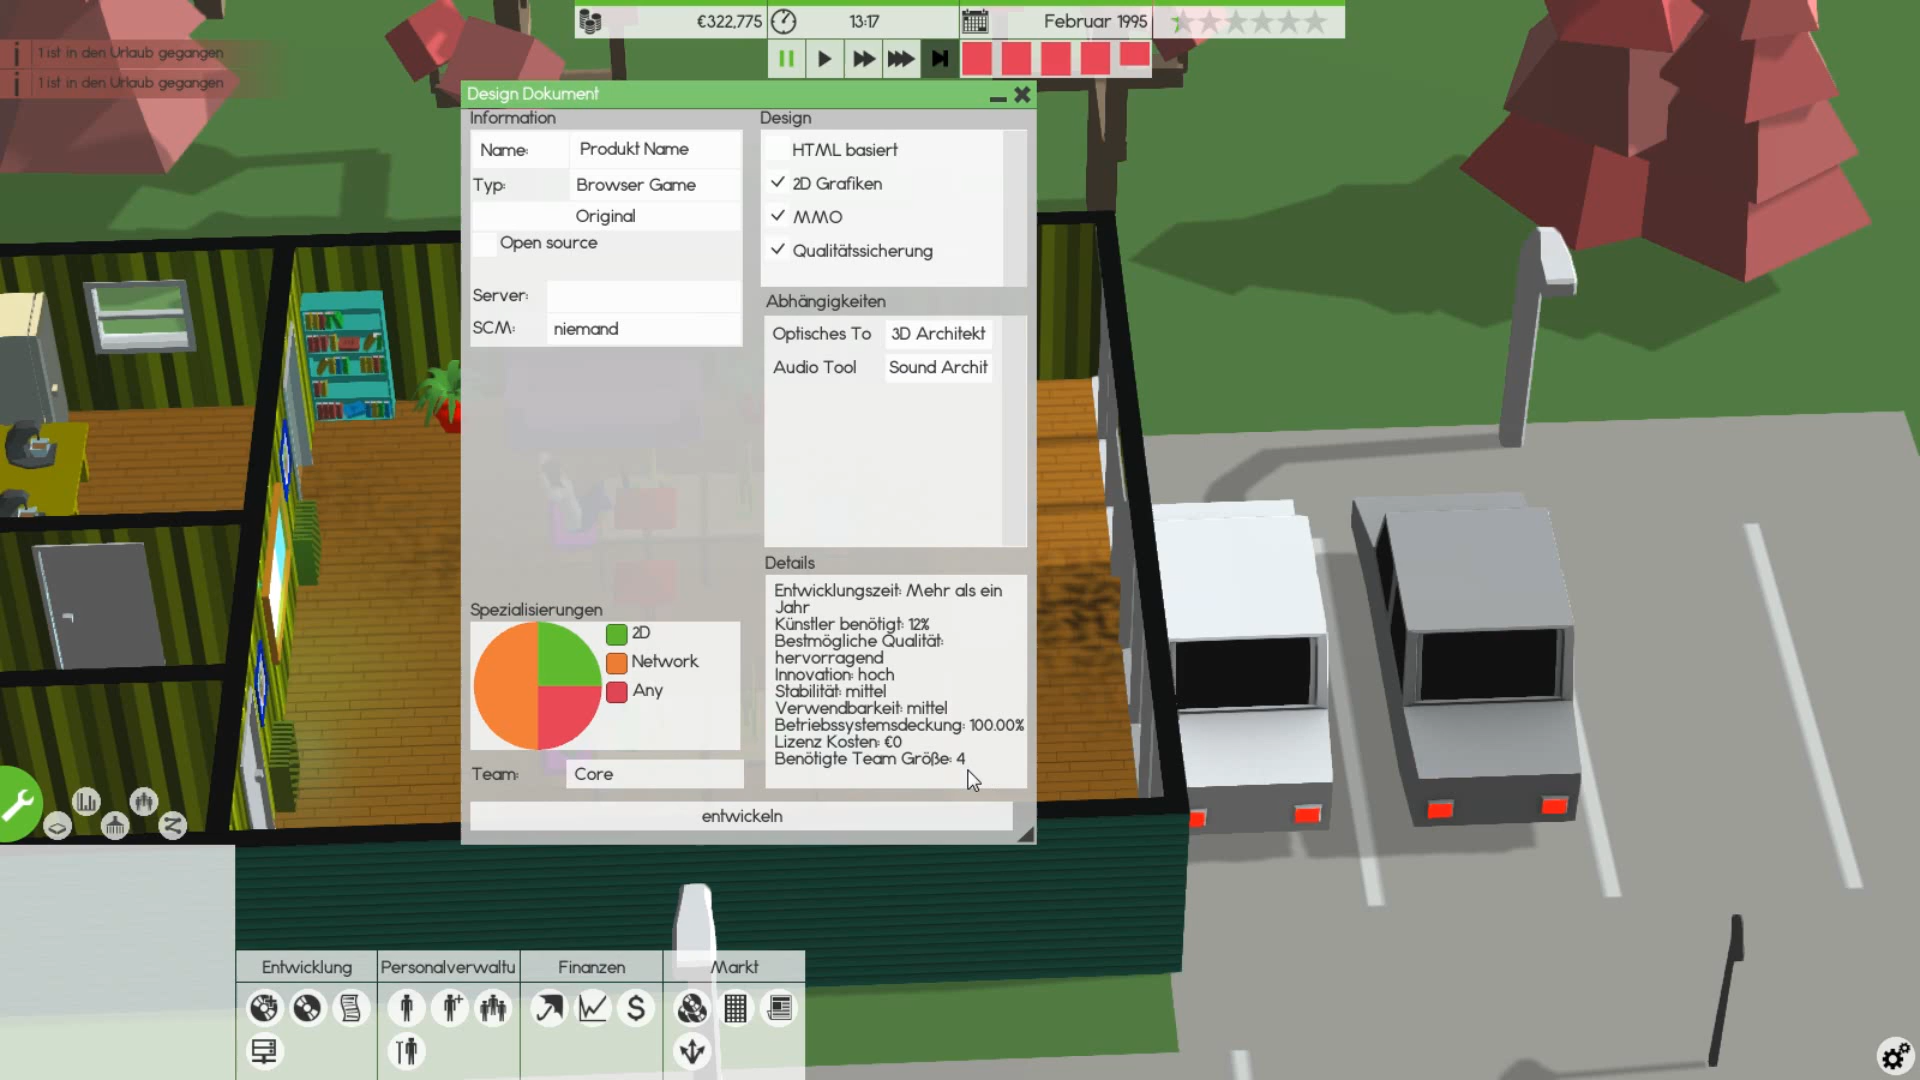 €322,775
13:17
Februar 1995
1 ist in den Urlaub gegangen
1 ist in den Urlaub gegangen
Design Dokument
Information
Name:
Produkt Name
Typ:
Browser Game
Original
Open source
Server:
SCM:
niemand
Design
HTML basiert
2D Grafiken
MMO
Qualitätssicherung
Abhängigkeiten
Optisches To
3D Architekt
Audio Tool
Sound Archit
Details
Entwicklungszeit: Mehr als ein
Jahr
Künstler benötigt: 12%
Bestmögliche Qualität:
hervorragend
Innovation: hoch
Stabilität: mittel
Verwendbarkeit: mittel
Betriebssystemsdeckung: 100.00%
Lizenz Kosten: €0
Benötigte Team Größe: 4
Spezialisierungen
2D
Network
Any
Team:
Core
entwickeln
Entwicklung
Personalverwaltu
Finanzen
Markt